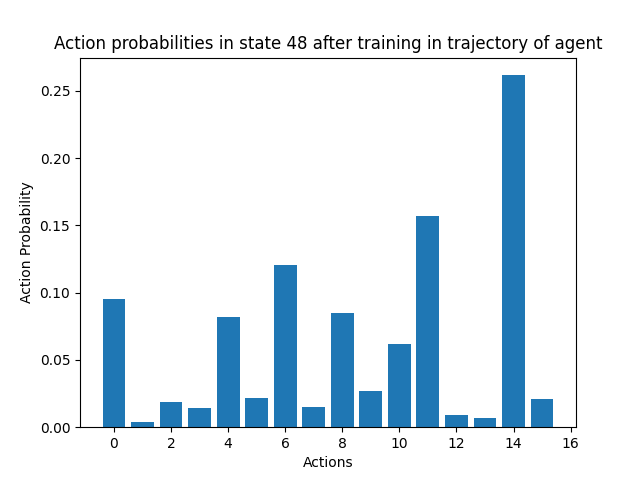 Action probabilities in state 48 after training in trajectory of agent
0.25
0.20
0.15
0.10
0.05
0.00
Action Probability
0 2 4 6 8 10 12 14 16
Actions